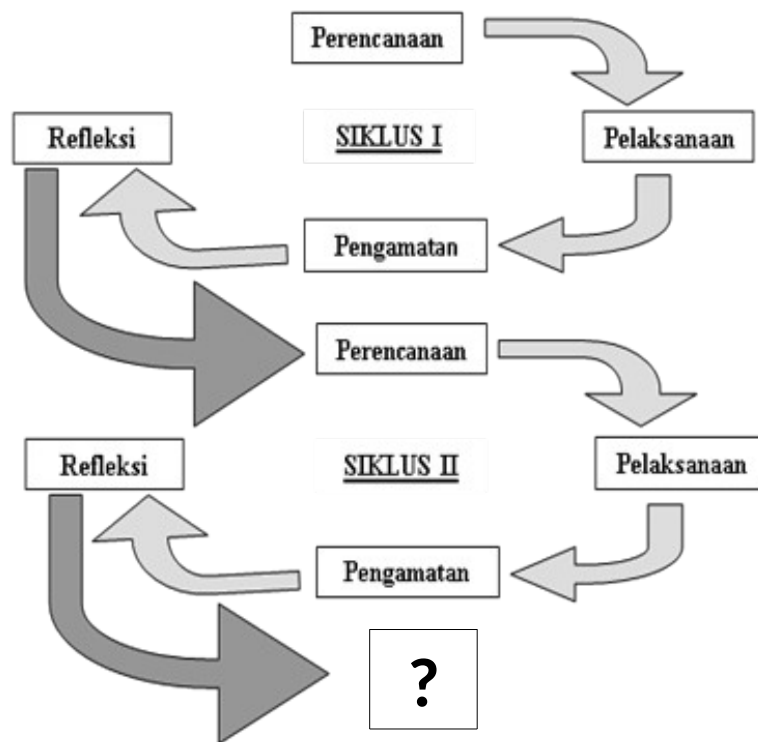 Perencanaan
Refleksi
SIKLUS I
Pelaksanaan
Pengamatan
Perencanaan
Refleksi
SIKLUS II
Pelaksanaan
Pengamatan
?